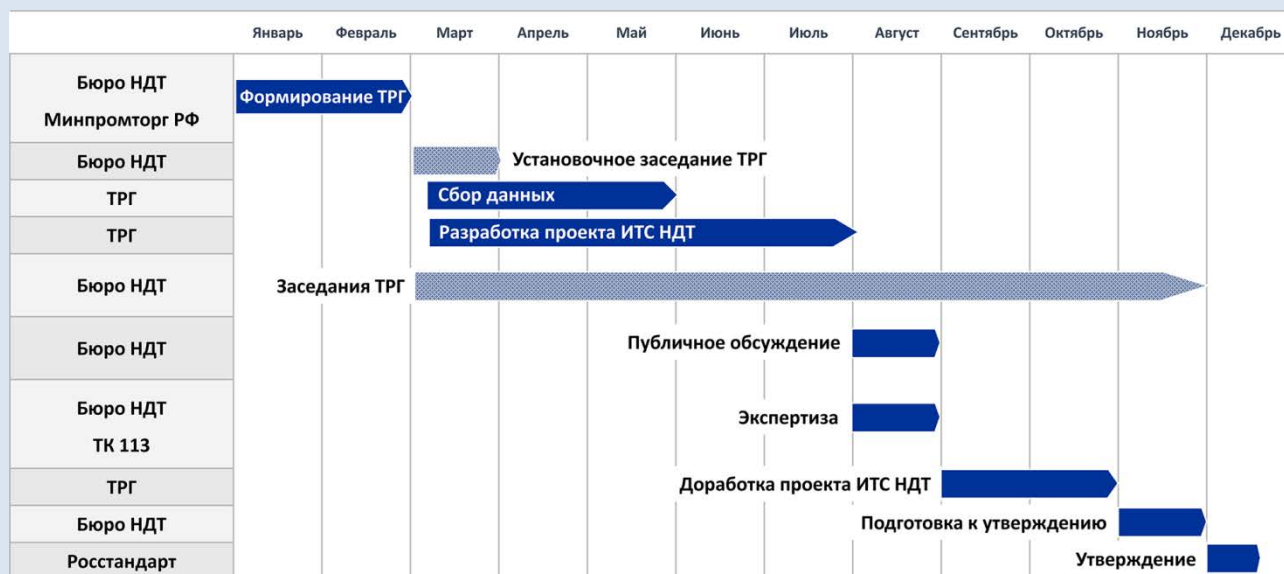 Январь Февраль Март Апрель Май Июнь Июль Август Сентябрь Октябрь Ноябрь Декабрь
Бюро НДТ
Минпромторг РФ
Формирование ТРГ
Бюро НДТ
Установочное заседание ТРГ
ТРГ
Сбор данных
ТРГ
Разработка проекта ИТС НДТ
Бюро НДТ
Заседания ТРГ
Бюро НДТ
Публичное обсуждение
Бюро НДТ
ТК 113
Экспертиза
ТРГ
Доработка проекта ИТС НДТ
Бюро НДТ
Подготовка к утверждению
Росстандарт
Утверждение